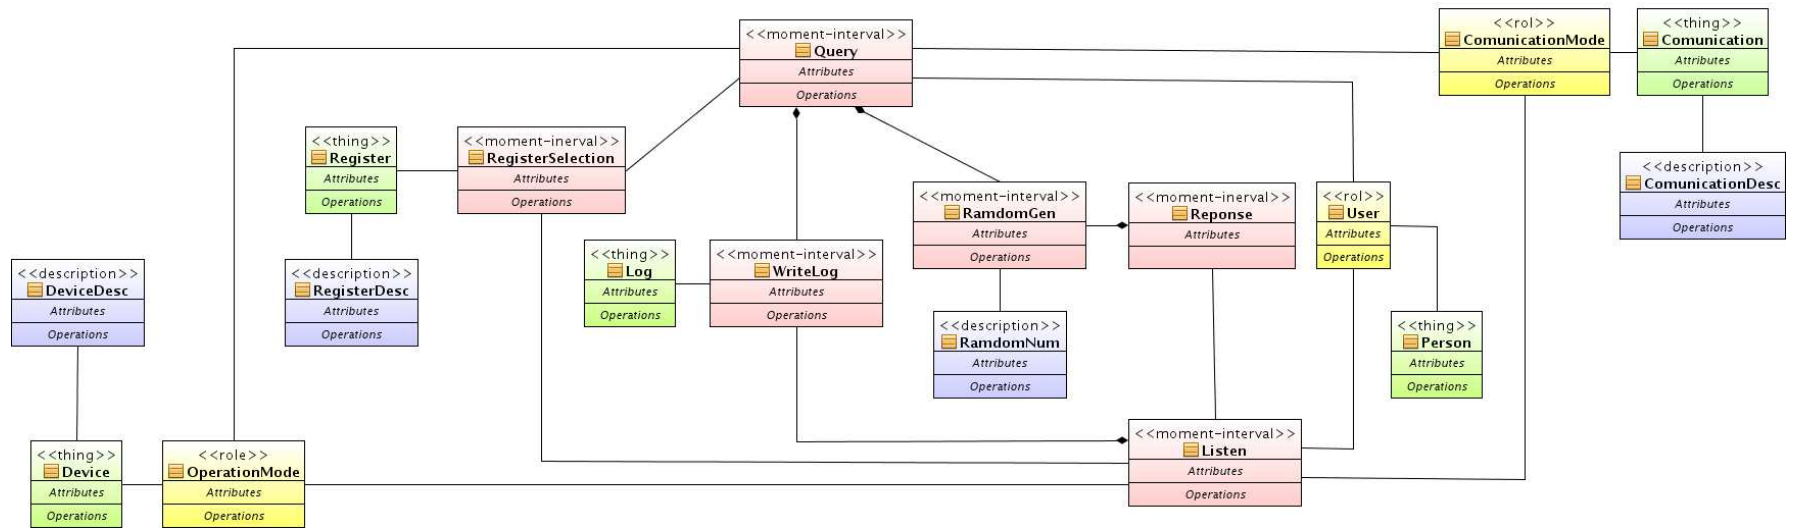 <<moment-interval>>
Query
Attributes
Operations
<<rol>>
ComunicationMode
Attributes
Operations
<<thing>>
Comunication
Attributes
Operations
<<thing>>
Register
Attributes
Operations
<<moment-inerval>>
RegisterSelection
Attributes
Operations
<<description>>
ComunicationDesc
Attributes
Operations
<<moment-interval>>
RamdomGen
Attributes
Operations
<<moment-inerval>>
Reponse
Attributes
<<rol>>
User
Attributes
Operations
<<thing>>
Log
Attributes
Operations
<<moment-interval>>
WriteLog
Attributes
Operations
<<description>>
DeviceDesc
Attributes
Operations
<<description>>
RegisterDesc
Attributes
Operations
<<description>>
RamdomNum
Attributes
Operations
<<thing>>
Person
Attributes
Operations
<<thing>>
Device
Attributes
Operations
<<role>>
OperationMode
Attributes
Operations
<<moment-interval>>
Listen
Attributes
Operations